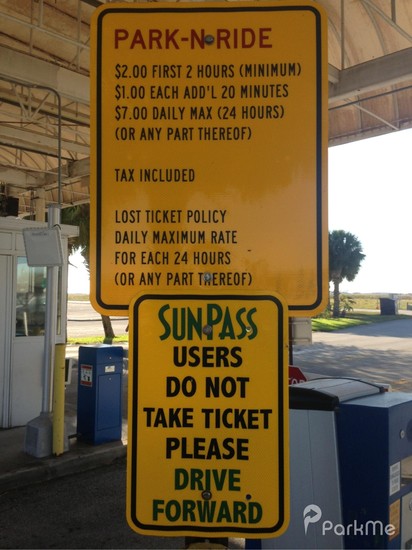 PARK-N-RIDE
$2.00 FIRST 2 HOURS (MINIMUM)
$1.00 EACH ADD'L 20 MINUTES
$7.00 DAILY MAX (24 HOURS)
(OR ANY PART THEREOF)
TAX INCLUDED
LOST TICKET POLICY
DAILY MAXIMUM RATE
FOR EACH 24 HOURS
(OR ANY PART THEREOF)
SUNPASS
USERS
DO NOT
TAKE TICKET
PLEASE
DRIVE
FORWARD
ParkMe